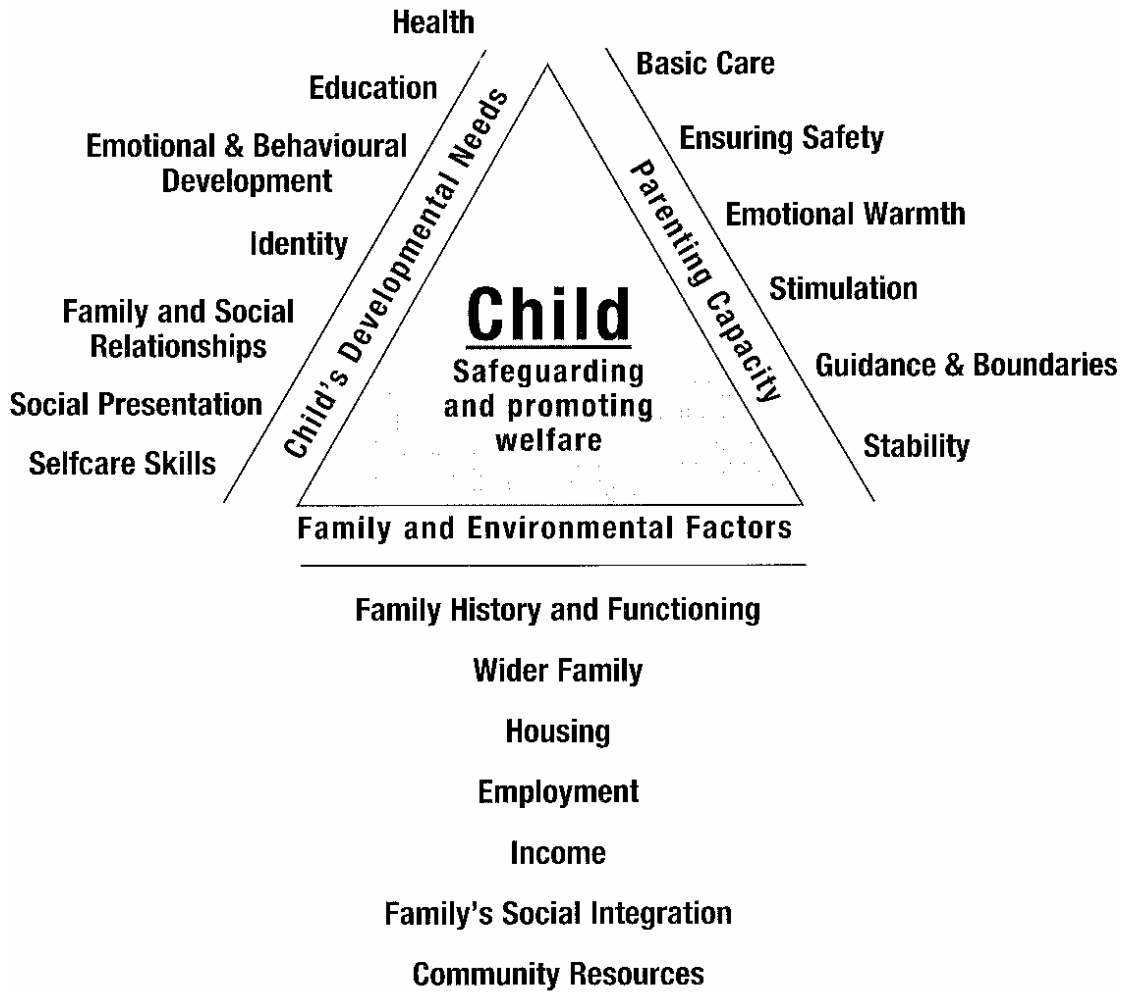 Health
Education
Emotional & Behavioural
Development
Identity
Family and Social
Relationships
Social Presentation
Selfcare Skills
Child's Developmental Needs
Child
Safeguarding
and promoting
welfare
Parenting Capacity
Basic Care
Ensuring Safety
Emotional Warmth
Stimulation
Guidance & Boundaries
Stability
Family and Environmental Factors
Family History and Functioning
Wider Family
Housing
Employment
Income
Family's Social Integration
Community Resources